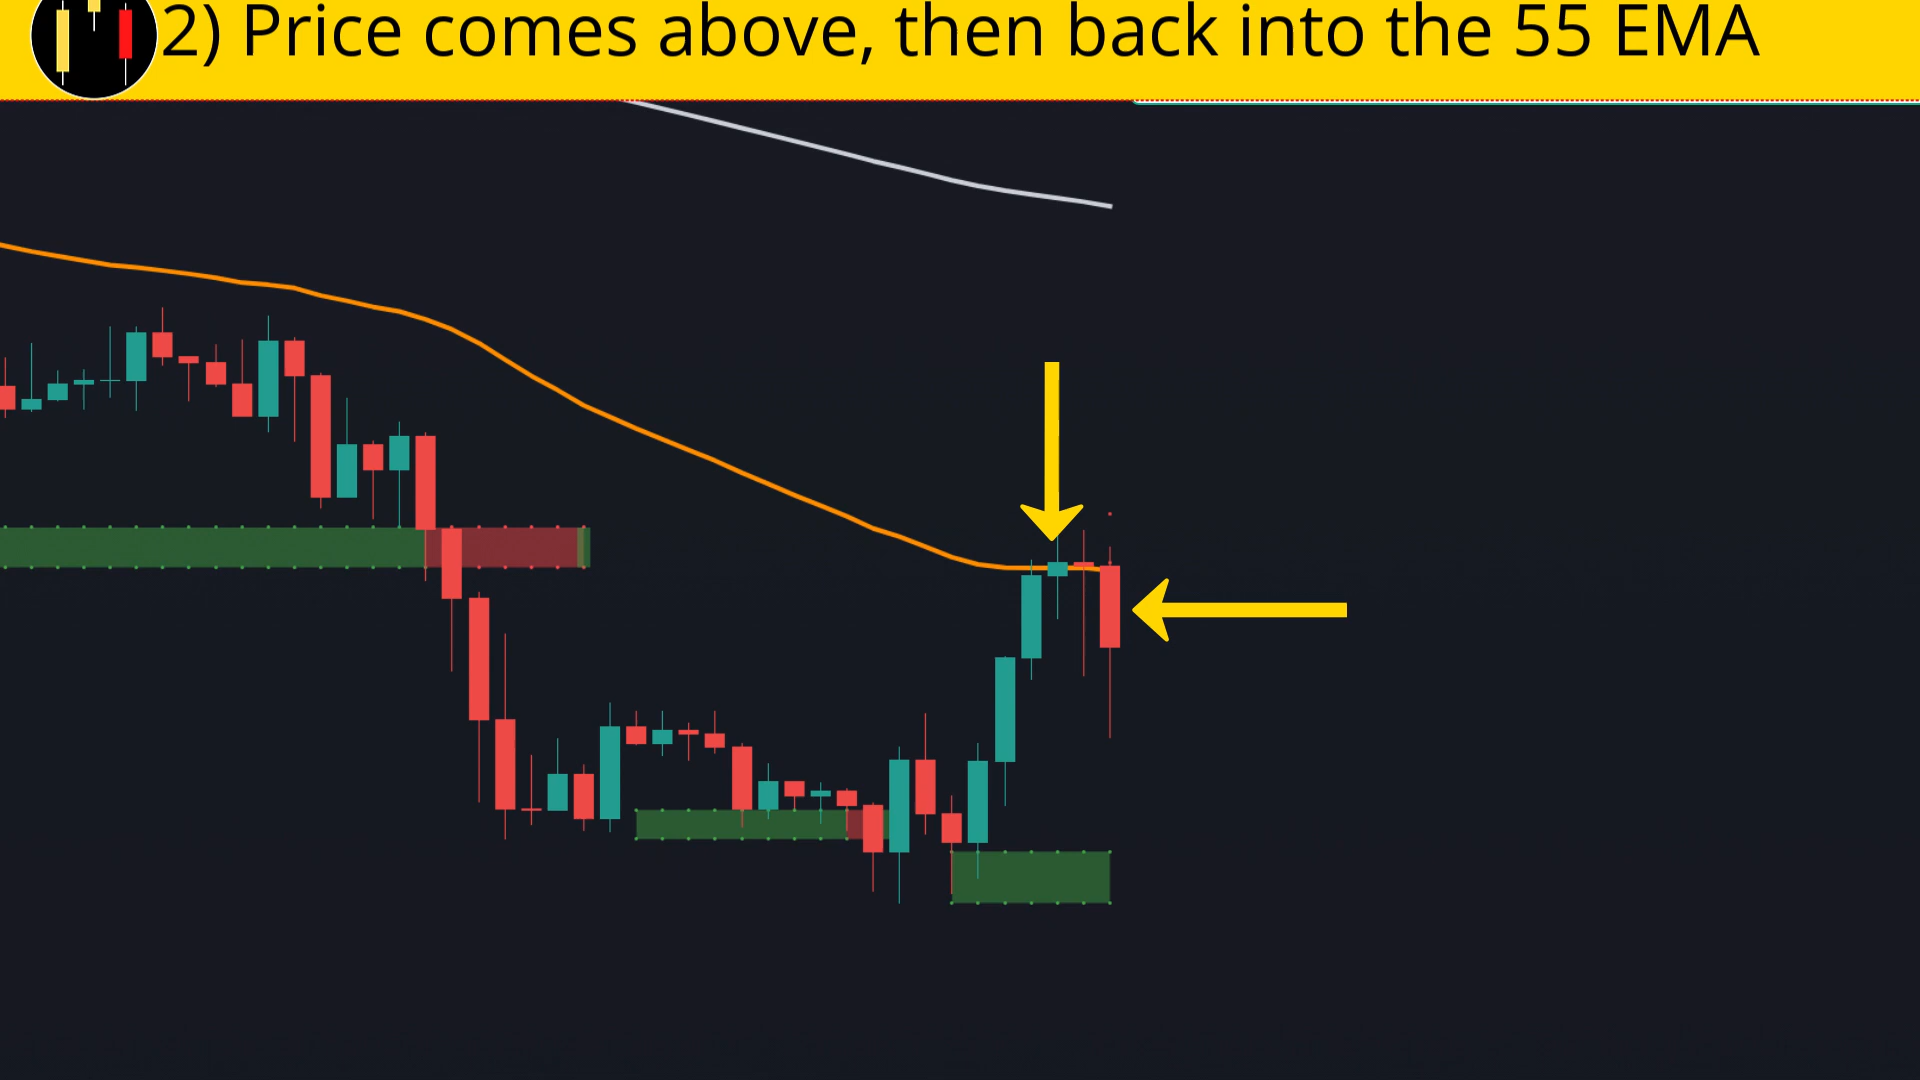 2) Price comes above, then back into the 55 EMA